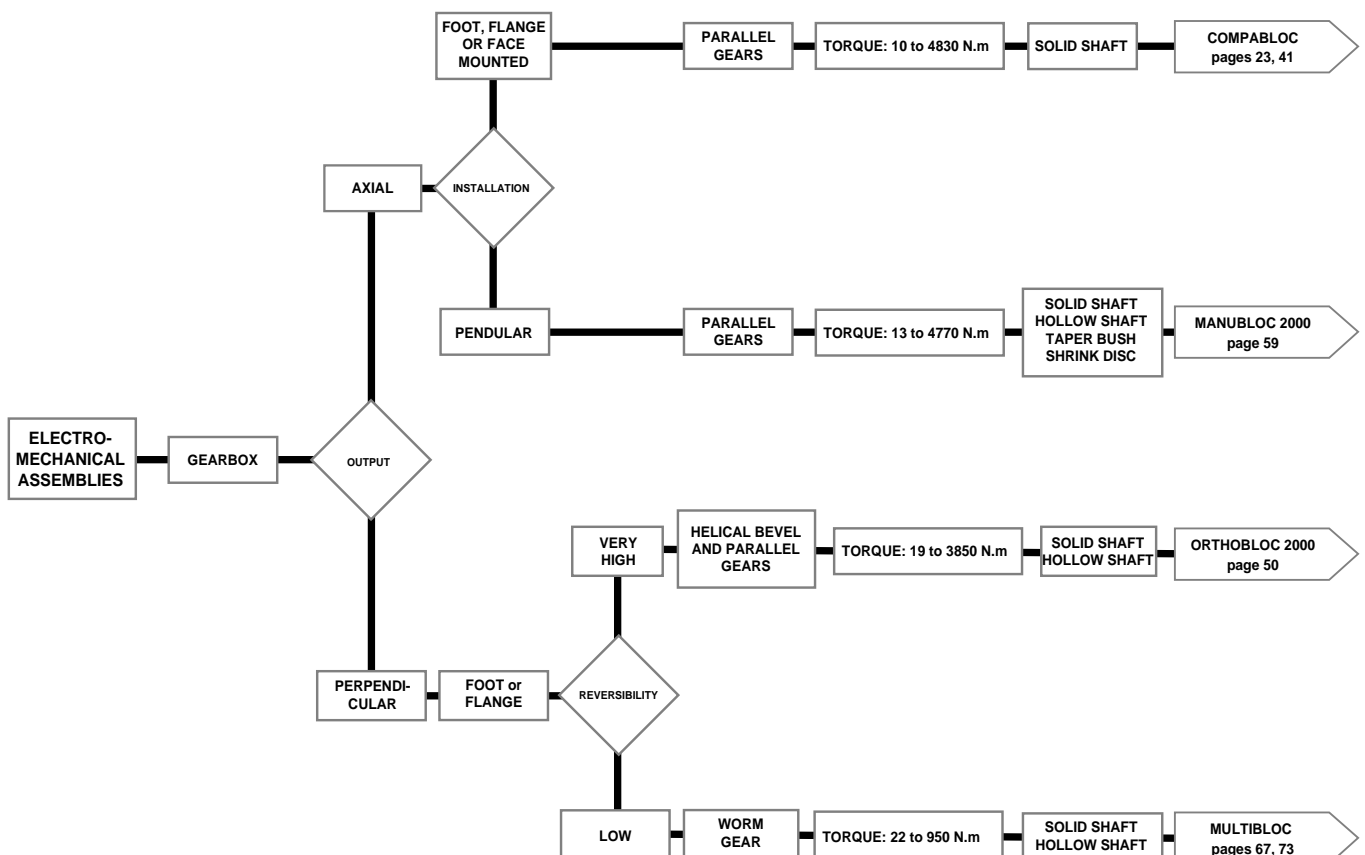 FOOT, FLANGE
OR FACE
MOUNTED
PARALLEL
GEARS
TORQUE: 10 to 4830 N.m
SOLID SHAFT
COMPABLOC
pages 23, 41
AXIAL
INSTALLATION
PENDULAR
PARALLEL
GEARS
TORQUE: 13 to 4770 N.m
SOLID SHAFT
HOLLOW SHAFT
TAPER BUSH
SHRINK DISC
MANUBLOC 2000
page 59
ELECTRO-
MECHANICAL
ASSEMBLIES
GEARBOX
OUTPUT
VERY
HIGH
HELICAL BEVEL
AND PARALLEL
GEARS
TORQUE: 19 to 3850 N.m
SOLID SHAFT
HOLLOW SHAFT
ORTHOBLOC 2000
page 50
PERPENDI-
CULAR
FOOT or
FLANGE
REVERSIBILITY
LOW
WORM
GEAR
TORQUE: 22 to 950 N.m
SOLID SHAFT
HOLLOW SHAFT
MULTIBLOC
pages 67, 73